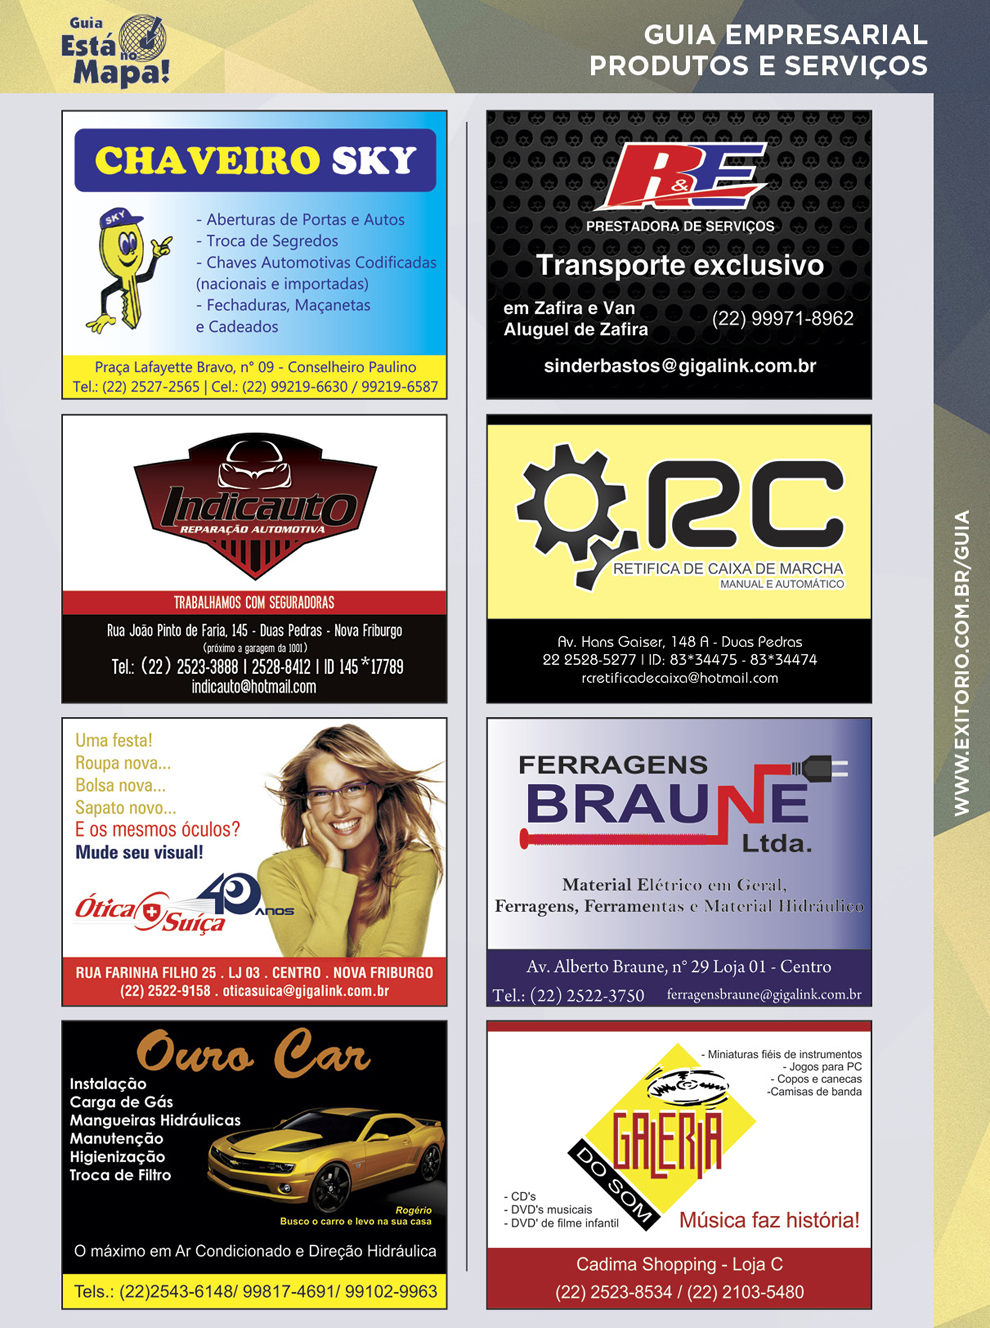 Guia
Está no
Mapa!
GUIA EMPRESARIAL
PRODUTOS E SERVIÇOS
CHAVEIRO SKY
SKY
- Aberturas de Portas e Autos
- Troca de Segredos
- Chaves Automotivas Codificadas
(nacionais e importadas)
- Fechaduras, Maçanetas
e Cadeados
Praça Lafayette Bravo, n° 09 - Conselheiro Paulino
Tel.: (22) 2527-2565 | Cel.: (22) 99219-6630 / 99219-6587
R&E
PRESTADORA DE SERVIÇOS
Transporte exclusivo
em Zafira e Van
Aluguel de Zafira
(22) 99971-8962
sinderbastos@gigalink.com.br
Indicauto
REPARAÇÃO AUTOMOTIVA
TRABALHAMOS COM SEGURADORAS
Rua João Pinto de Faria, 145 - Duas Pedras - Nova Friburgo
(próximo a garagem da 1001)
Tel.: (22) 2523-3888 | 2528-8412 | ID 145*17789
indicauto@hotmail.com
RC
RETIFICA DE CAIXA DE MARCHA
MANUAL E AUTOMÁTICO
Av. Hans Gaiser, 148 A - Duas Pedras
22 2528-5277 | ID: 83*34475 - 83*34474
rcretificadecaixa@hotmail.com
Uma festa!
Roupa nova...
Bolsa nova...
Sapato novo...
E os mesmos óculos?
Mude seu visual!
Ótica Suíça
40 ANOS
RUA FARINHA FILHO 25 . LJ 03 . CENTRO . NOVA FRIBURGO
(22) 2522-9158 . oticasuica@gigalink.com.br
FERRAGENS
BRAUNE
Ltda.
Material Elétrico em Geral,
Ferragens, Ferramentas e Material Hidráulico
Av. Alberto Braune, n° 29 Loja 01 - Centro
Tel.: (22) 2522-3750 ferragensbraune@gigalink.com.br
Ouro Car
Instalação
Carga de Gás
Mangueiras Hidráulicas
Manutenção
Higienização
Troca de Filtro
Rogério
Busco o carro e levo na sua casa
O máximo em Ar Condicionado e Direção Hidráulica
Tels.: (22)2543-6148/ 99817-4691/ 99102-9963
- Miniaturas fiéis de instrumentos
- Jogos para PC
- Copos e canecas
-Camisas de banda
GALERIA
DO SOM
- CD's
- DVD's musicais
- DVD' de filme infantil
Música faz história!
Cadima Shopping - Loja C
(22) 2523-8534 / (22) 2103-5480
WWW.EXITORIO.COM.BR/GUIA